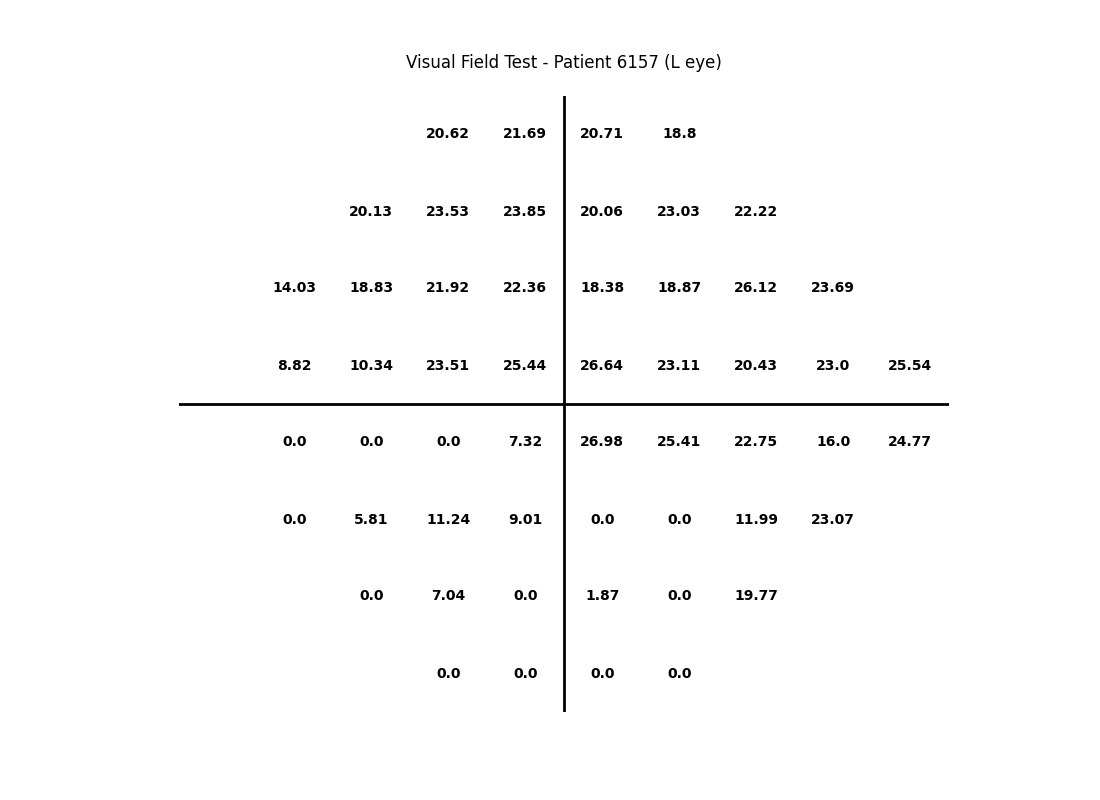 Visual Field Test - Patient 6157 (L eye)
20.62 21.69 20.71 18.8
20.13 23.53 23.85 20.06 23.03 22.22
14.03 18.83 21.92 22.36 18.38 18.87 26.12 23.69
8.82 10.34 23.51 25.44 26.64 23.11 20.43 23.0 25.54
0.0 0.0 0.0 7.32 26.98 25.41 22.75 16.0 24.77
0.0 5.81 11.24 9.01 0.0 0.0 11.99 23.07
0.0 7.04 0.0 1.87 0.0 19.77
0.0 0.0 0.0 0.0